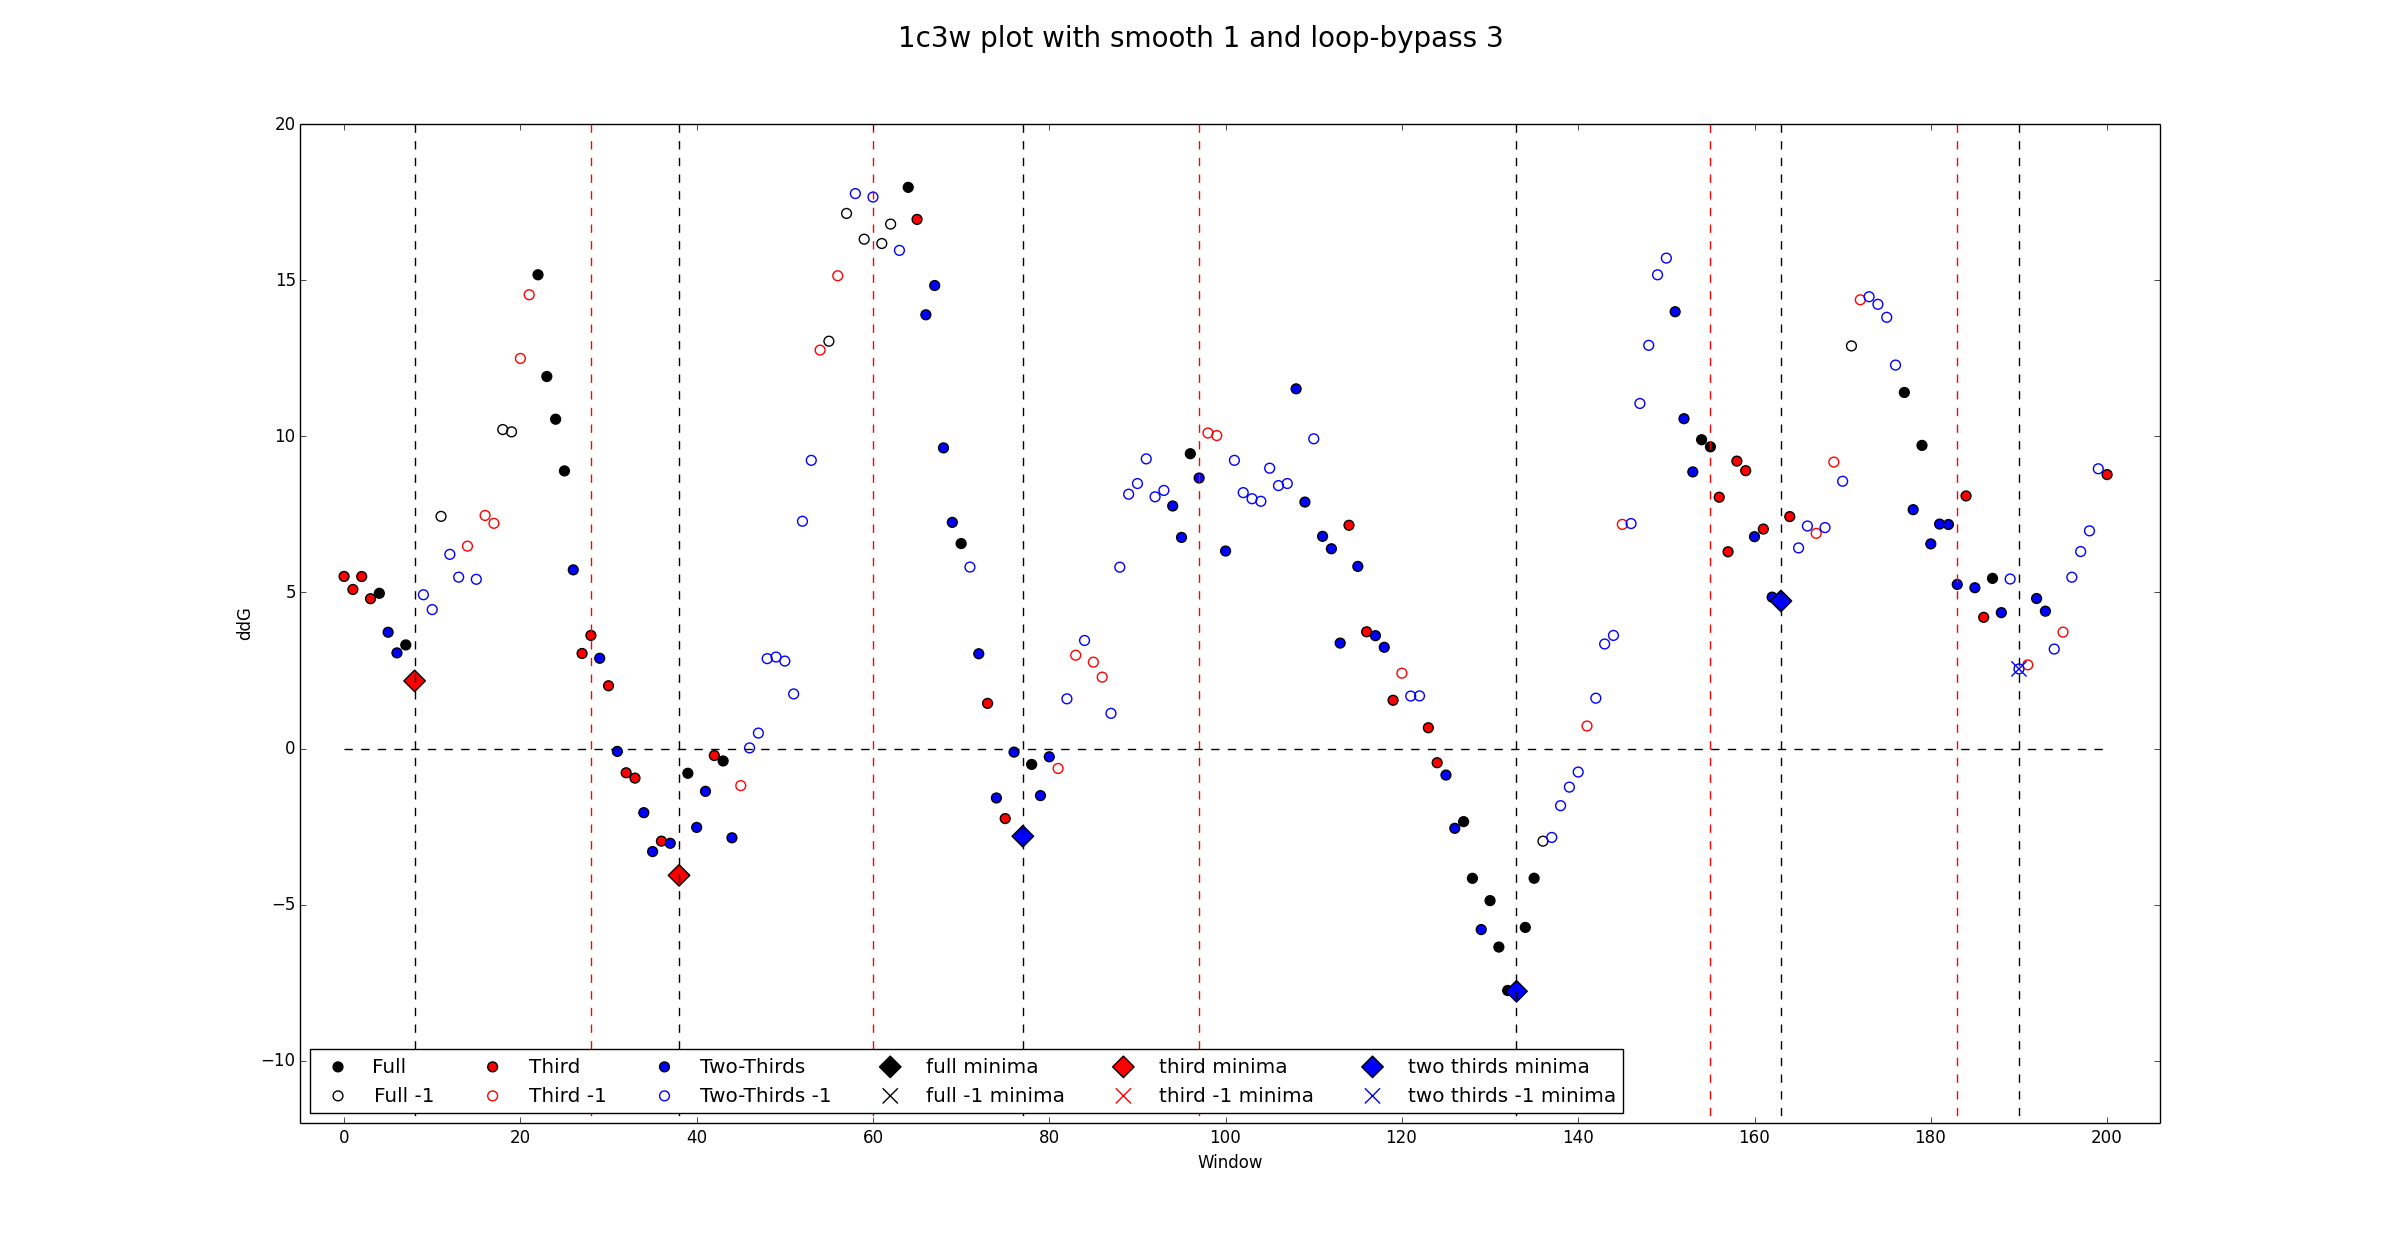 1c3w plot with smooth 1 and loop-bypass 3
20
15
10
5
0
−5
−10
ddG
Full Third Two-Thirds full minima third minima two thirds minima
Full -1 Third -1 Two-Thirds -1 full -1 minima third -1 minima two thirds -1 minima
0 20 40 60 80 100 120 140 160 180 200
Window